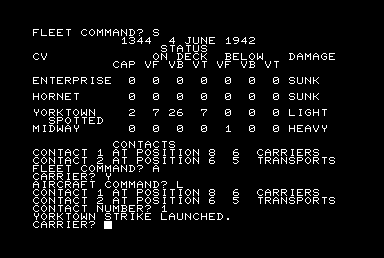 FLEET COMMAND? S
1344 4 JUNE 1942
STATUS
CV ON DECK BELOW DAMAGE
CAP VF VB VT VF VB VT
ENTERPRISE 0 0 0 0 0 0 0 SUNK
HORNET 0 0 0 0 0 0 0 SUNK
YORKTOWN 2 7 26 7 0 0 0 LIGHT
SPOTTED
MIDWAY 0 0 0 0 1 0 0 HEAVY
CONTACTS
CONTACT 1 AT POSITION 8 6 CARRIERS
CONTACT 2 AT POSITION 6 5 TRANSPORTS
FLEET COMMAND? A
CARRIER? Y
AIRCRAFT COMMAND? L
CONTACT 1 AT POSITION 8 6 CARRIERS
CONTACT 2 AT POSITION 6 5 TRANSPORTS
CONTACT NUMBER? 1
YORKTOWN STRIKE LAUNCHED.
CARRIER?